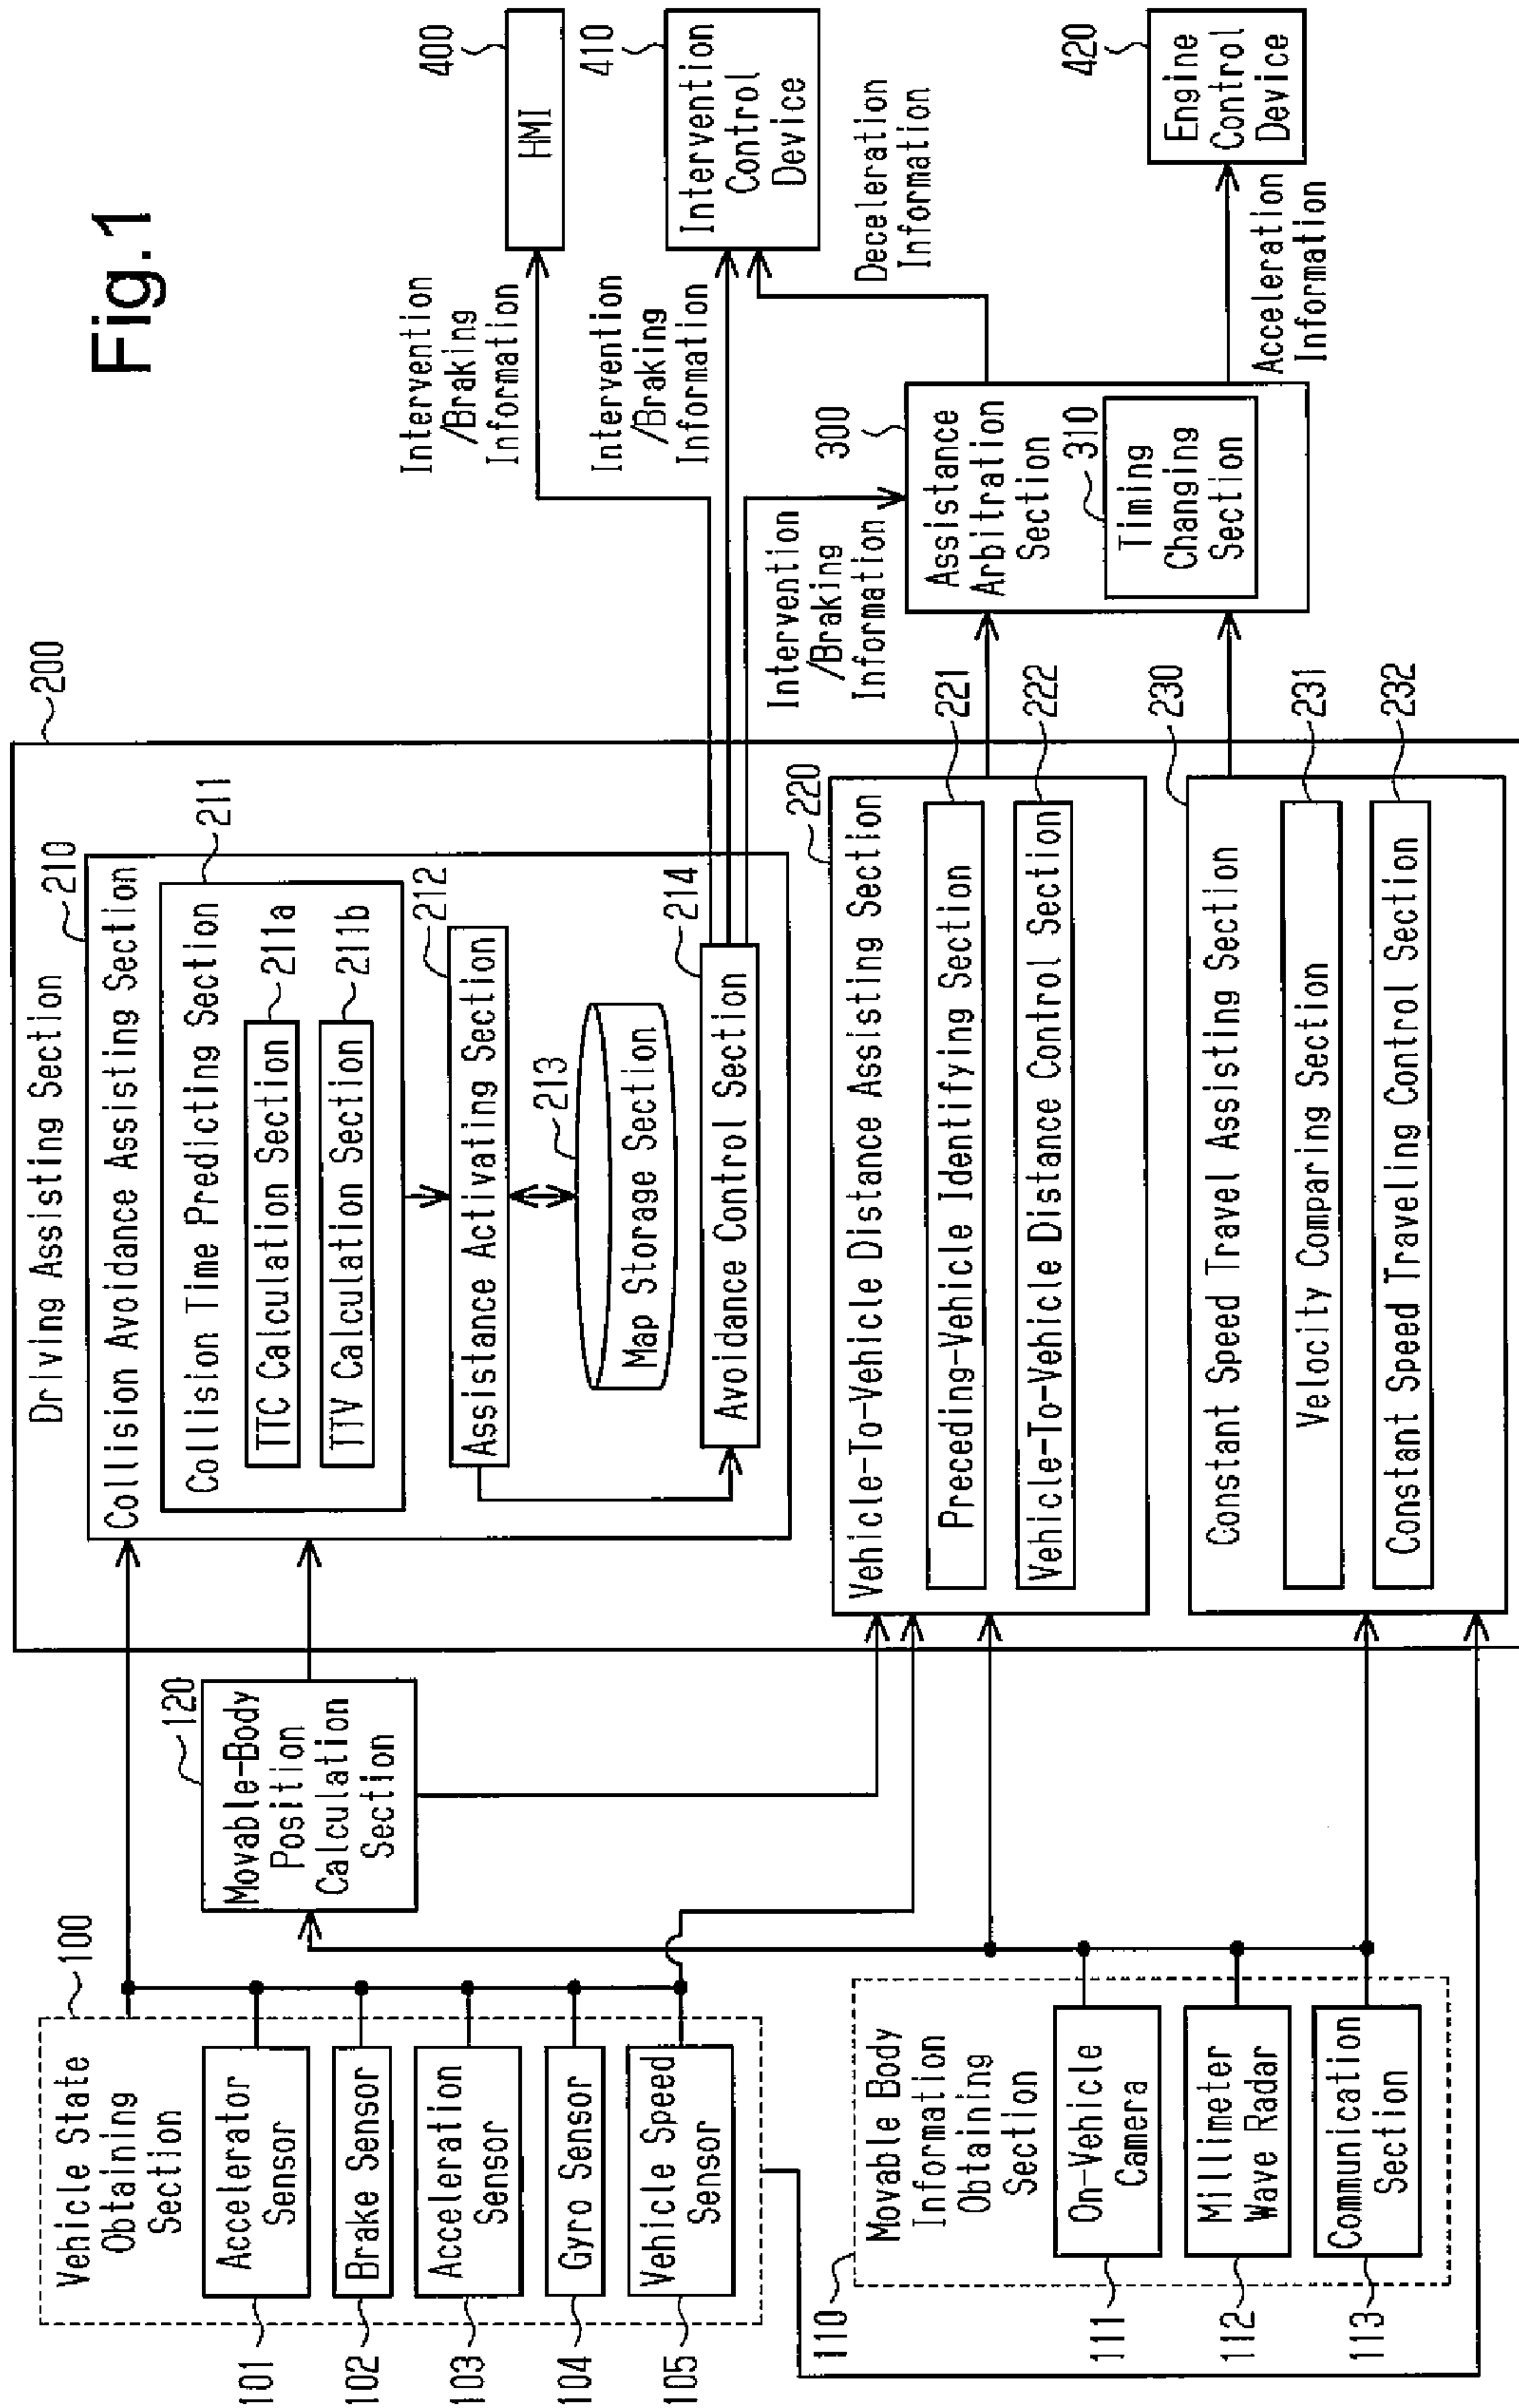 Fig.1
100
Vehicle State
Obtaining
Section
101
Accelerator
Sensor
102
Brake Sensor
103
Acceleration
Sensor
104
Gyro Sensor
105
Vehicle Speed
Sensor
110
Movable Body
Information
Obtaining
Section
111
On-Vehicle
Camera
112
Millimeter
Wave Radar
113
Communication
Section
120
Movable-Body
Position
Calculation
Section
200
Driving Assisting Section
210
Collision Avoidance Assisting Section
211
Collision Time Predicting Section
TTC Calculation Section
211a
TTV Calculation Section
211b
212
Assistance Activating Section
213
Map Storage Section
214
Avoidance Control Section
220
Vehicle-To-Vehicle Distance Assisting Section
Preceding-Vehicle Identifying Section
221
Vehicle-To-Vehicle Distance Control Section
222
230
Constant Speed Travel Assisting Section
Velocity Comparing Section
231
Constant Speed Traveling Control Section
232
Intervention
/Braking
Information
Intervention
/Braking
Information
Intervention
/Braking
Information
300
Assistance
Arbitration
Section
310
Timing
Changing
Section
400
HMI
410
Intervention
Control
Device
Deceleration
Information
420
Engine
Control
Device
Acceleration
Information